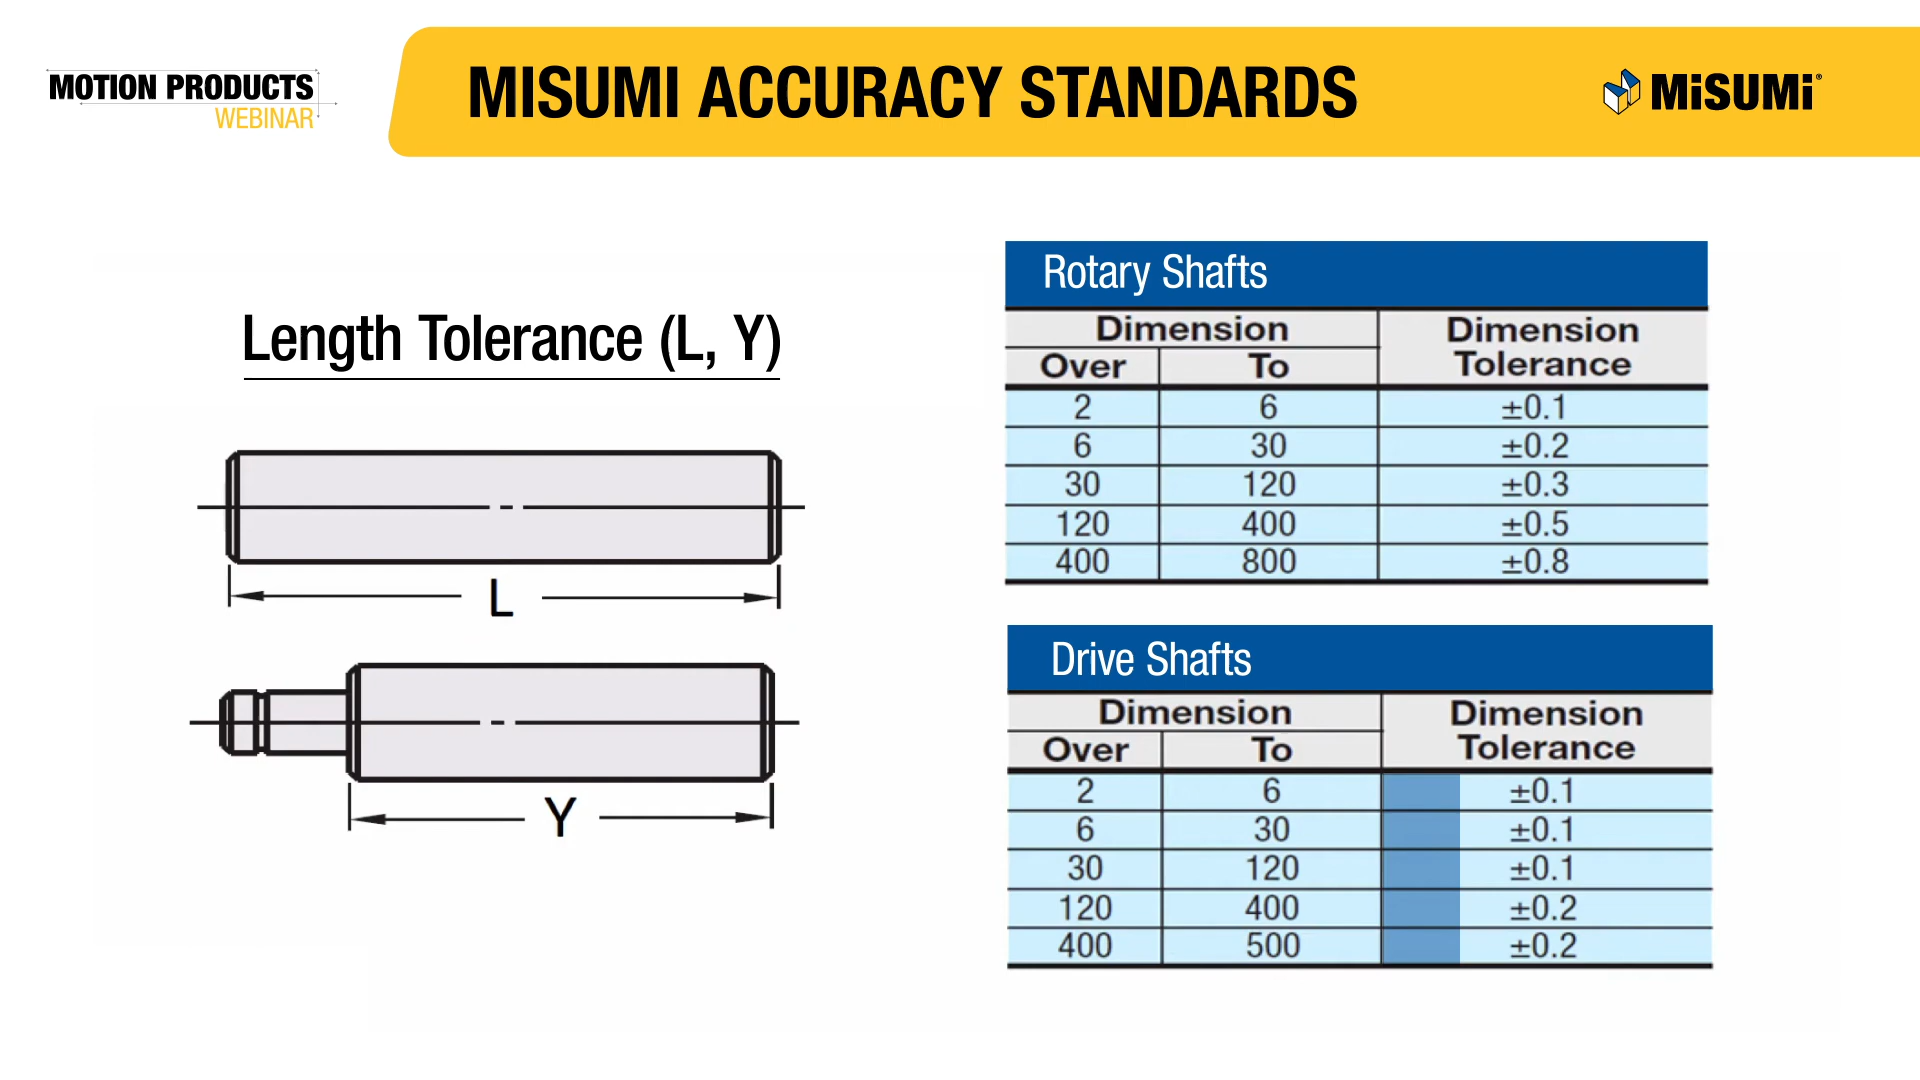 MOTION PRODUCTS
WEBINAR
MISUMI ACCURACY STANDARDS
MiSUMi®
Length Tolerance (L, Y)
L
Y
Rotary Shafts
Dimension
Dimension Tolerance
Over To
2 6 ±0.1
6 30 ±0.2
30 120 ±0.3
120 400 ±0.5
400 800 ±0.8
Drive Shafts
Dimension
Dimension Tolerance
Over To
2 6 ±0.1
6 30 ±0.1
30 120 ±0.1
120 400 ±0.2
400 500 ±0.2